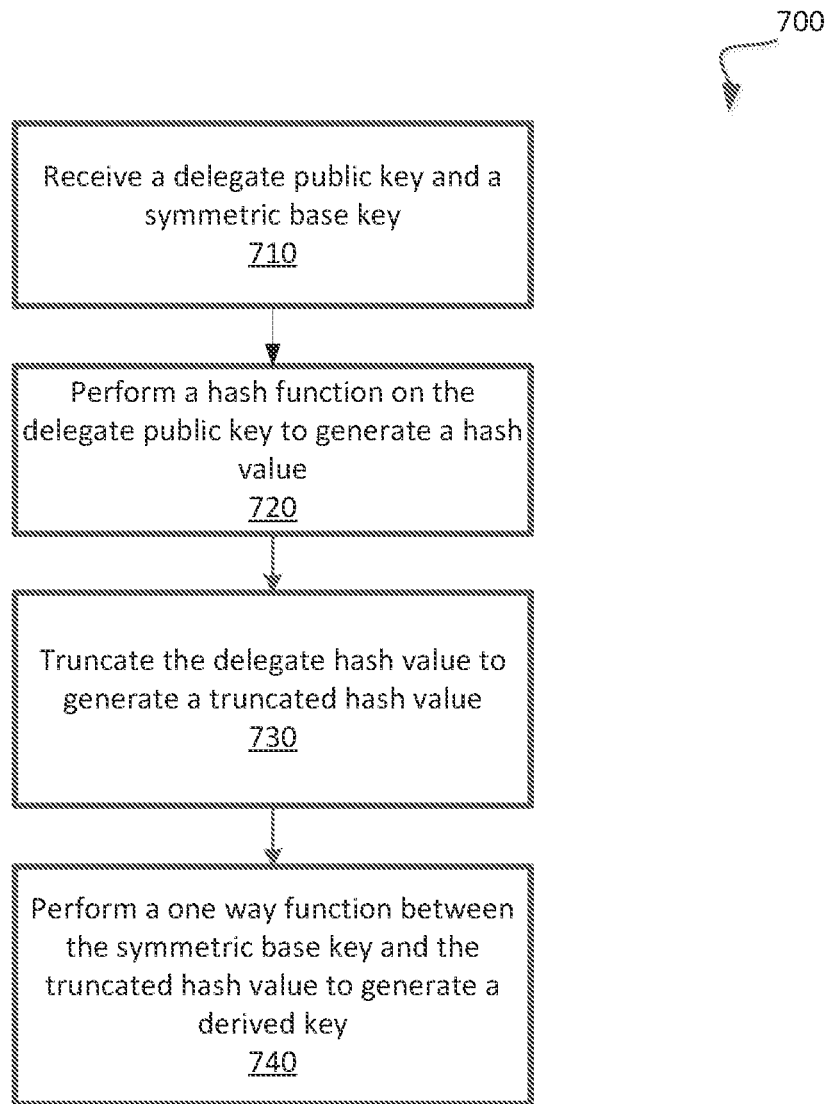 700
Receive a delegate public key and a
symmetric base key
710
Perform a hash function on the
delegate public key to generate a hash
value
720
Truncate the delegate hash value to
generate a truncated hash value
730
Perform a one way function between
the symmetric base key and the
truncated hash value to generate a
derived key
740